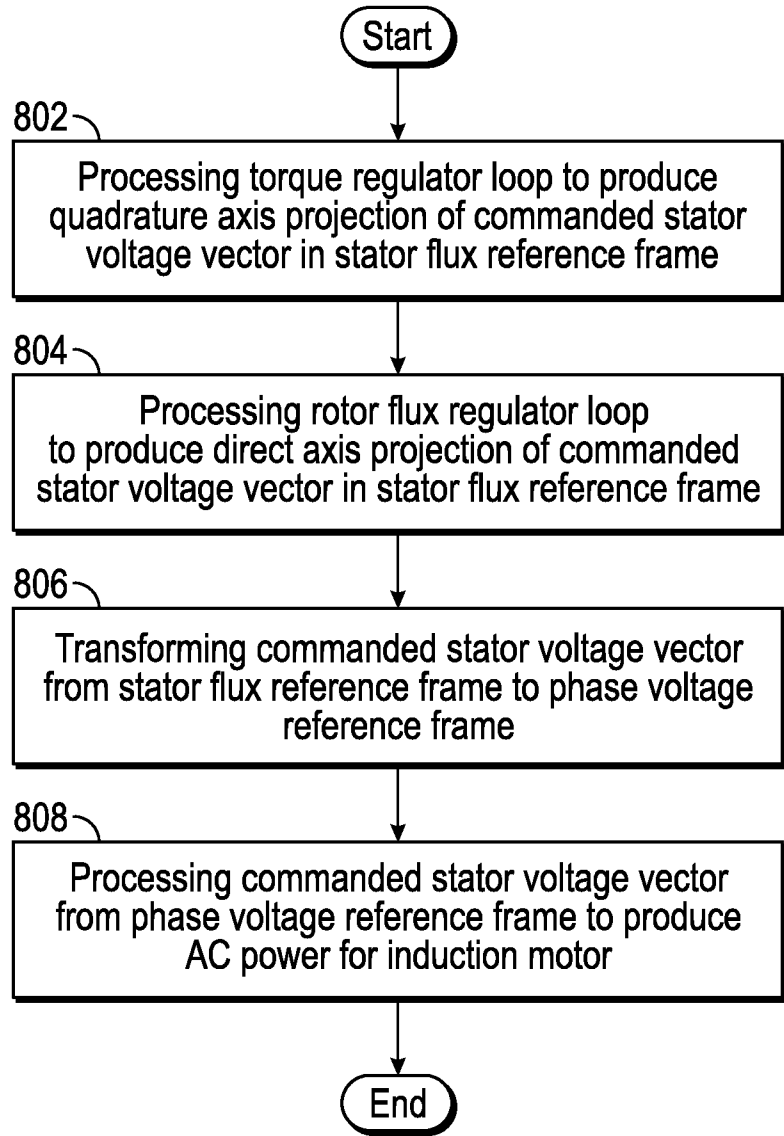 Start
802
Processing torque regulator loop to produce
quadrature axis projection of commanded stator
voltage vector in stator flux reference frame
804
Processing rotor flux regulator loop
to produce direct axis projection of commanded
stator voltage vector in stator flux reference frame
806
Transforming commanded stator voltage vector
from stator flux reference frame to phase voltage
reference frame
808
Processing commanded stator voltage vector
from phase voltage reference frame to produce
AC power for induction motor
End